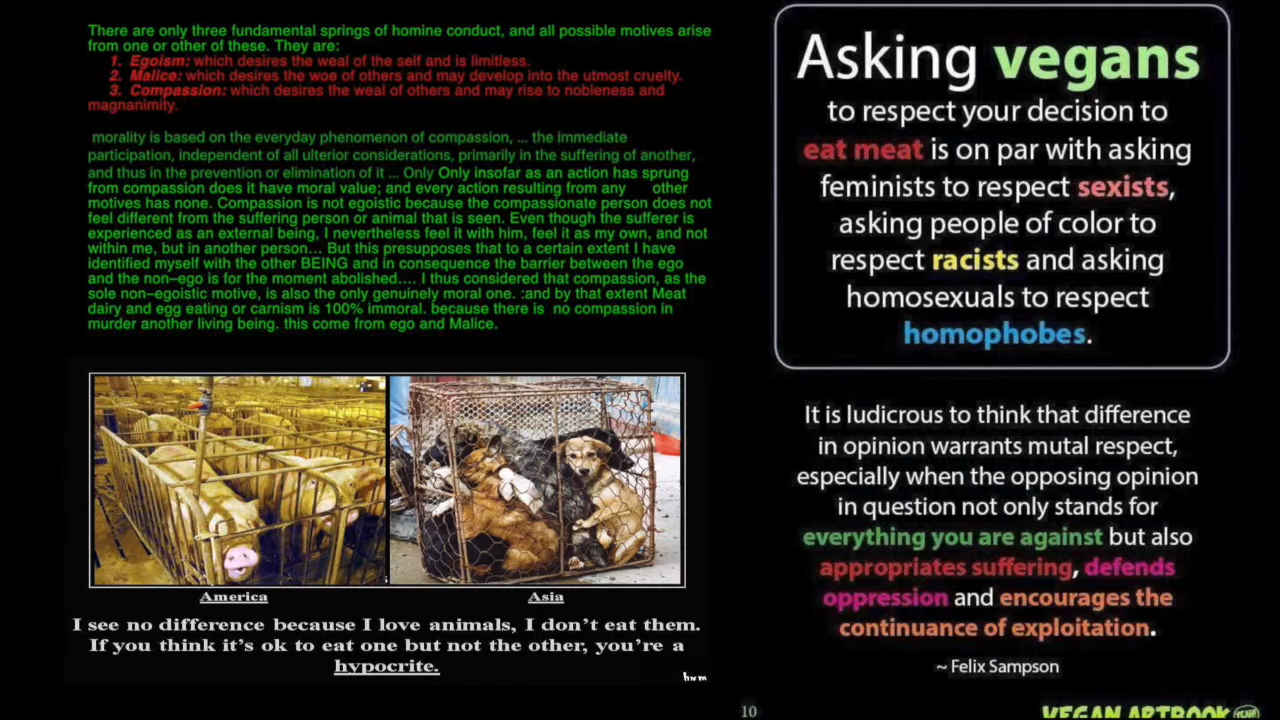 There are only three fundamental springs of homine conduct, and all possible motives arise
from one or other of these. They are:
1. Egoism: which desires the weal of the self and is limitless.
2. Malice: which desires the woe of others and may develop into the utmost cruelty.
3. Compassion: which desires the weal of others and may rise to nobleness and
magnanimity.
morality is based on the everyday phenomenon of compassion, ... the immediate
participation, independent of all ulterior considerations, primarily in the suffering of another,
and thus in the prevention or elimination of it ... Only Only insofar as an action has sprung
from compassion does it have moral value; and every action resulting from any other
motives has none. Compassion is not egoistic because the compassionate person does not
feel different from the suffering person or animal that is seen. Even though the sufferer is
experienced as an external being, I nevertheless feel it with him, feel it as my own, and not
within me, but in another person... But this presupposes that to a certain extent I have
identified myself with the other BEING and in consequence the barrier between the ego
and the non-ego is for the moment abolished.... I thus considered that compassion, as the
sole non-egoistic motive, is also the only genuinely moral one. :and by that extent Meat
dairy and egg eating or carnism is 100% immoral. because there is no compassion in
murder another living being. this come from ego and Malice.
America
Asia
I see no difference because I love animals, I don't eat them.
If you think it's ok to eat one but not the other, you're a
hypocrite.
hwm
Asking vegans
to respect your decision to
eat meat is on par with asking
feminists to respect sexists,
asking people of color to
respect racists and asking
homosexuals to respect
homophobes.
It is ludicrous to think that difference
in opinion warrants mutal respect,
especially when the opposing opinion
in question not only stands for
everything you are against but also
appropriates suffering, defends
oppression and encourages the
continuance of exploitation.
~ Felix Sampson
10
VEGAN ARTBOOK YEAH!